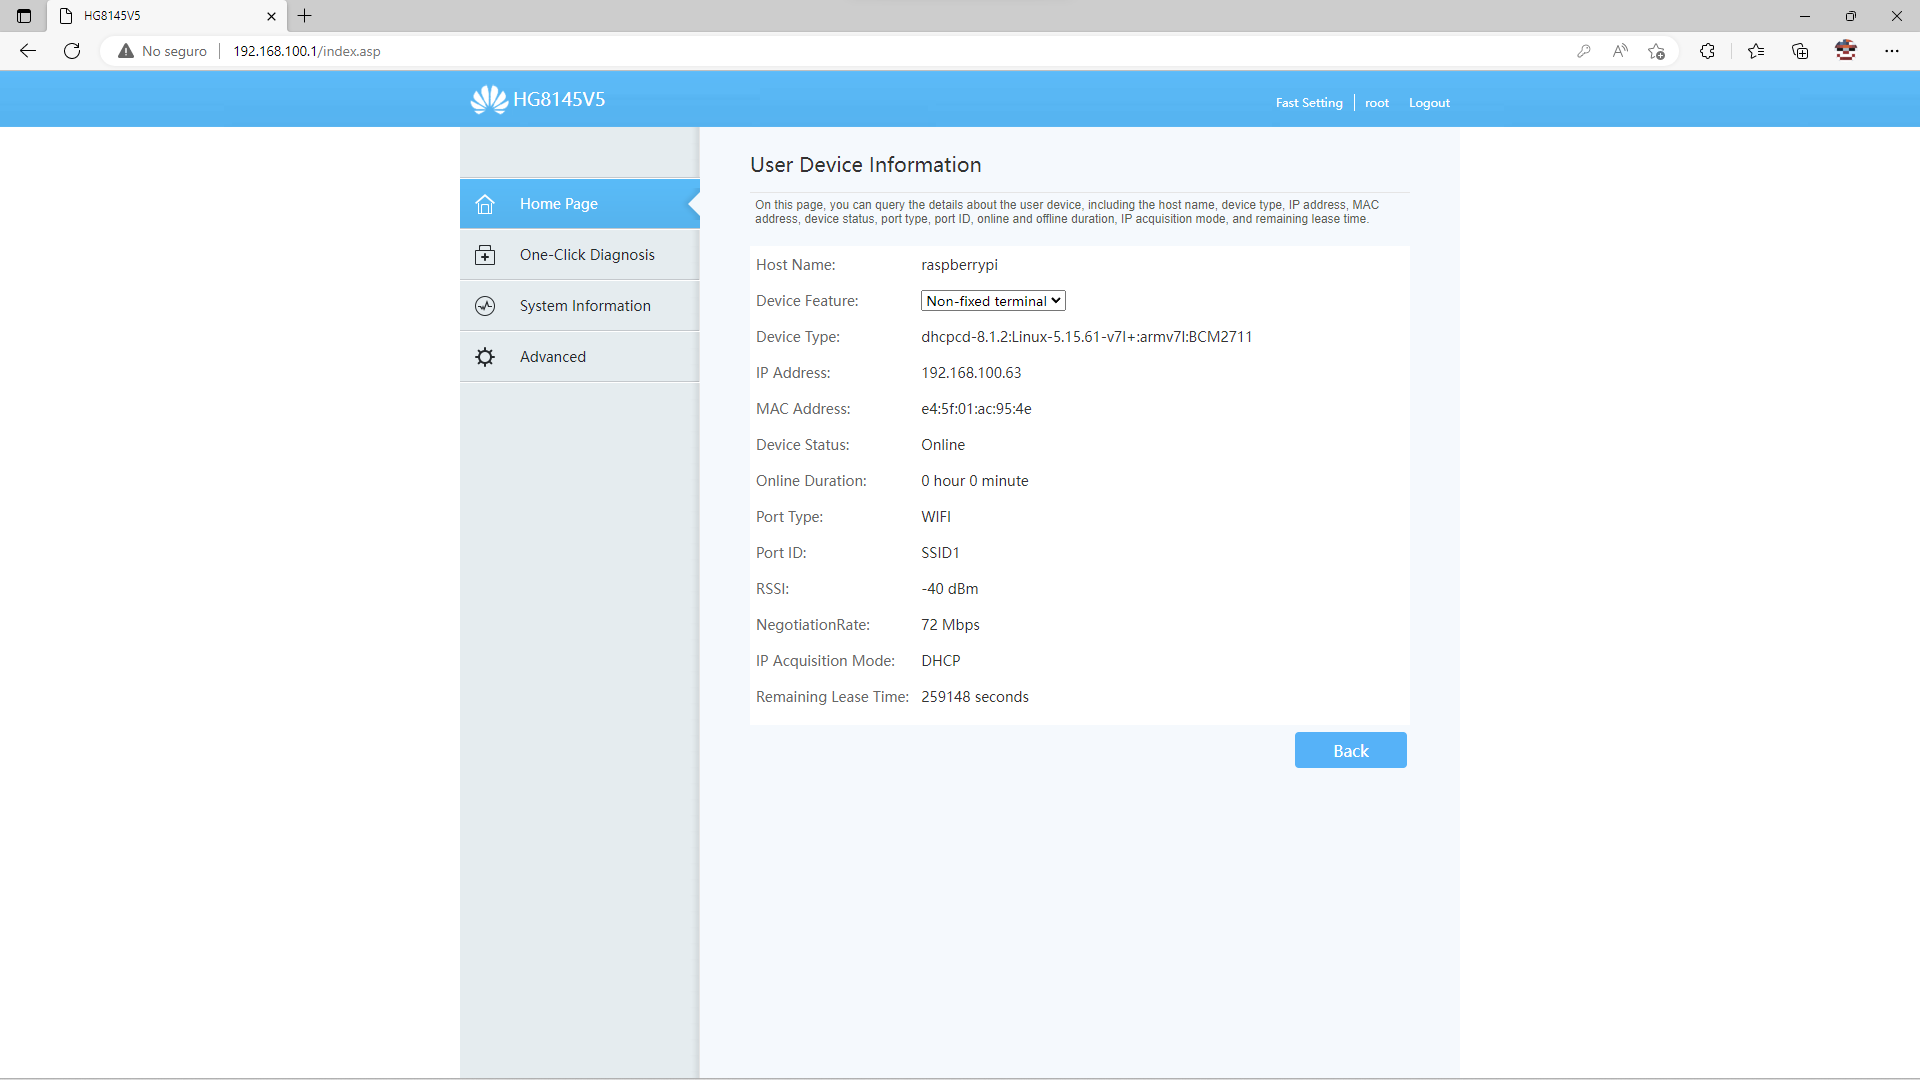 HG8145V5
No seguro
192.168.100.1/index.asp
HG8145V5
Fast Setting
root
Logout
Home Page
One-Click Diagnosis
System Information
Advanced
User Device Information
On this page, you can query the details about the user device, including the host name, device type, IP address, MAC
address, device status, port type, port ID, online and offline duration, IP acquisition mode, and remaining lease time.
Host Name: raspberrypi
Device Feature: Non-fixed terminal
Device Type: dhcpcd-8.1.2:Linux-5.15.61-v7l+:armv7l:BCM2711
IP Address: 192.168.100.63
MAC Address: e4:5f:01:ac:95:4e
Device Status: Online
Online Duration: 0 hour 0 minute
Port Type: WIFI
Port ID: SSID1
RSSI: -40 dBm
NegotiationRate: 72 Mbps
IP Acquisition Mode: DHCP
Remaining Lease Time: 259148 seconds
Back